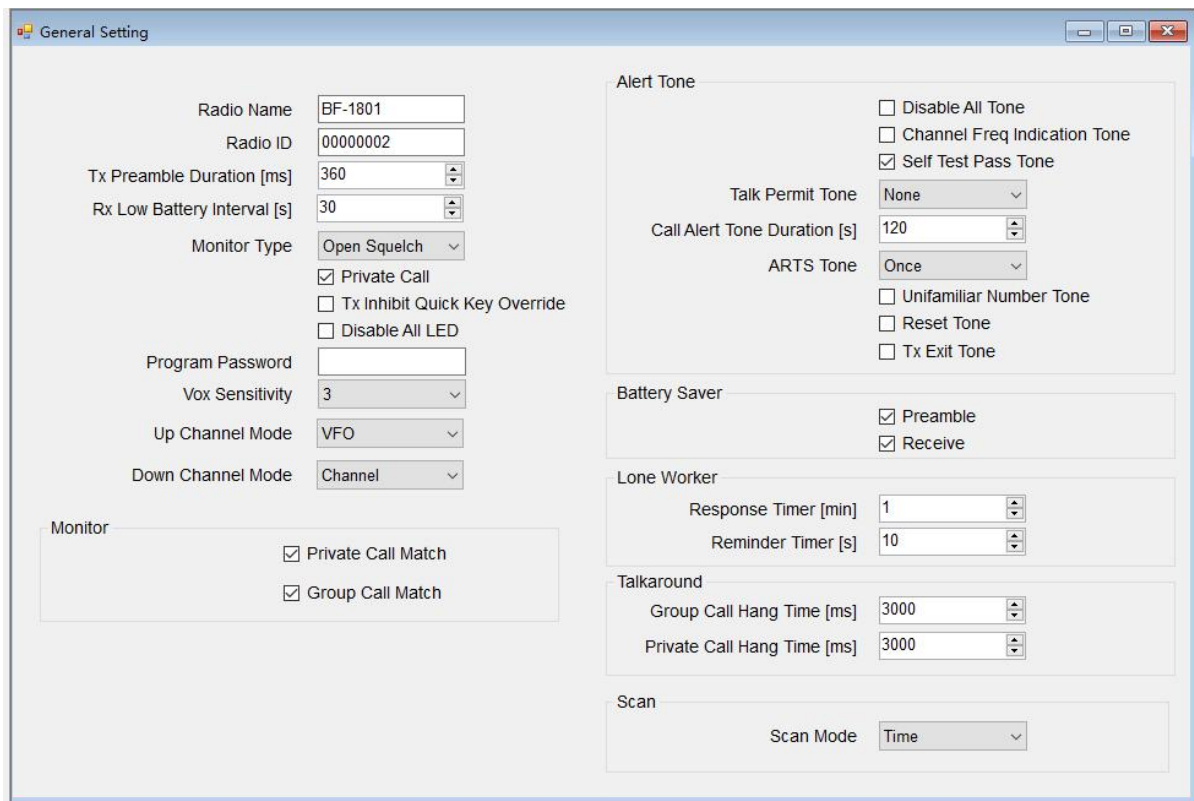 General Setting
Radio Name BF-1801
Radio ID 00000002
Tx Preamble Duration [ms] 360
Rx Low Battery Interval [s] 30
Monitor Type Open Squelch
Private Call
Tx Inhibit Quick Key Override
Disable All LED
Program Password
Vox Sensitivity 3
Up Channel Mode VFO
Down Channel Mode Channel
Monitor
Private Call Match
Group Call Match
Alert Tone
Disable All Tone
Channel Freq Indication Tone
Self Test Pass Tone
Talk Permit Tone None
Call Alert Tone Duration [s] 120
ARTS Tone Once
Unifamiliar Number Tone
Reset Tone
Tx Exit Tone
Battery Saver
Preamble
Receive
Lone Worker
Response Timer [min] 1
Reminder Timer [s] 10
Talkaround
Group Call Hang Time [ms] 3000
Private Call Hang Time [ms] 3000
Scan
Scan Mode Time